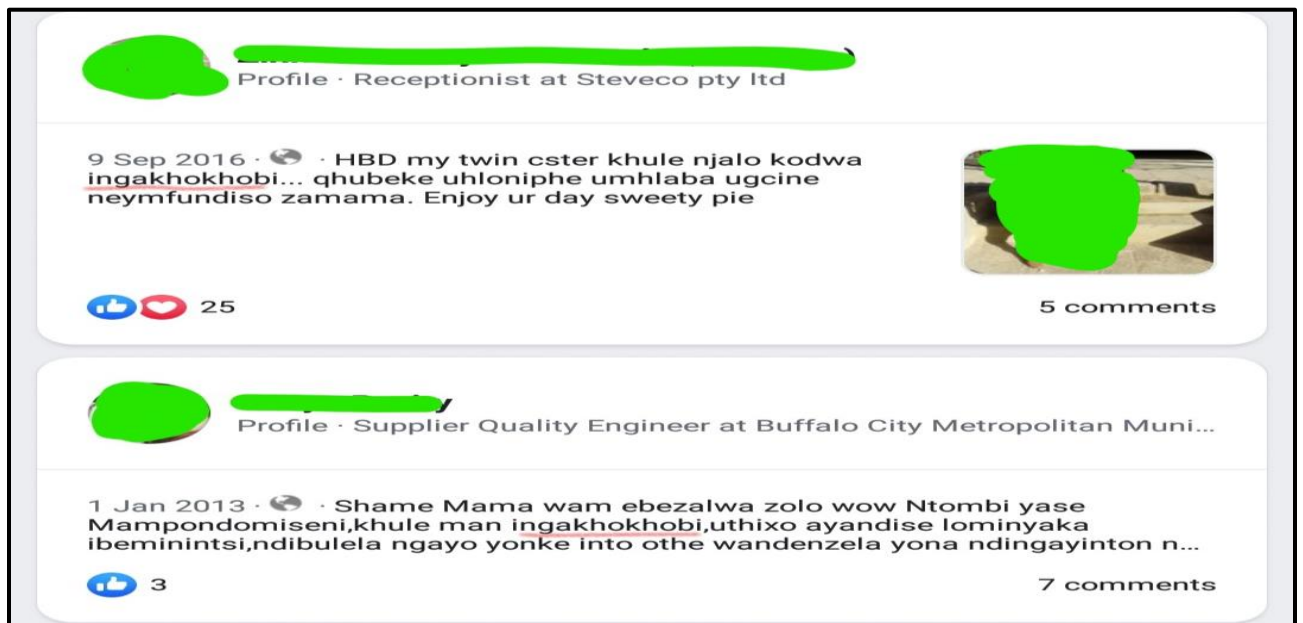 Profile · Receptionist at Steveco pty ltd
9 Sep 2016 · · HBD my twin cster khule njalo kodwa
ingakhokhobi... qhubeke uhloniphe umhlaba ugcine
neymfundiso zamama. Enjoy ur day sweety pie
25
5 comments
Profile · Supplier Quality Engineer at Buffalo City Metropolitan Muni...
1 Jan 2013 · · Shame Mama wam ebezalwa zolo wow Ntombi yase
Mampondomiseni,khule man ingakhokhobi,uthixo ayandise lominyaka
ibeminintsi,ndibulela ngayo yonke into othe wandenzela yona ndingayinton n...
3
7 comments